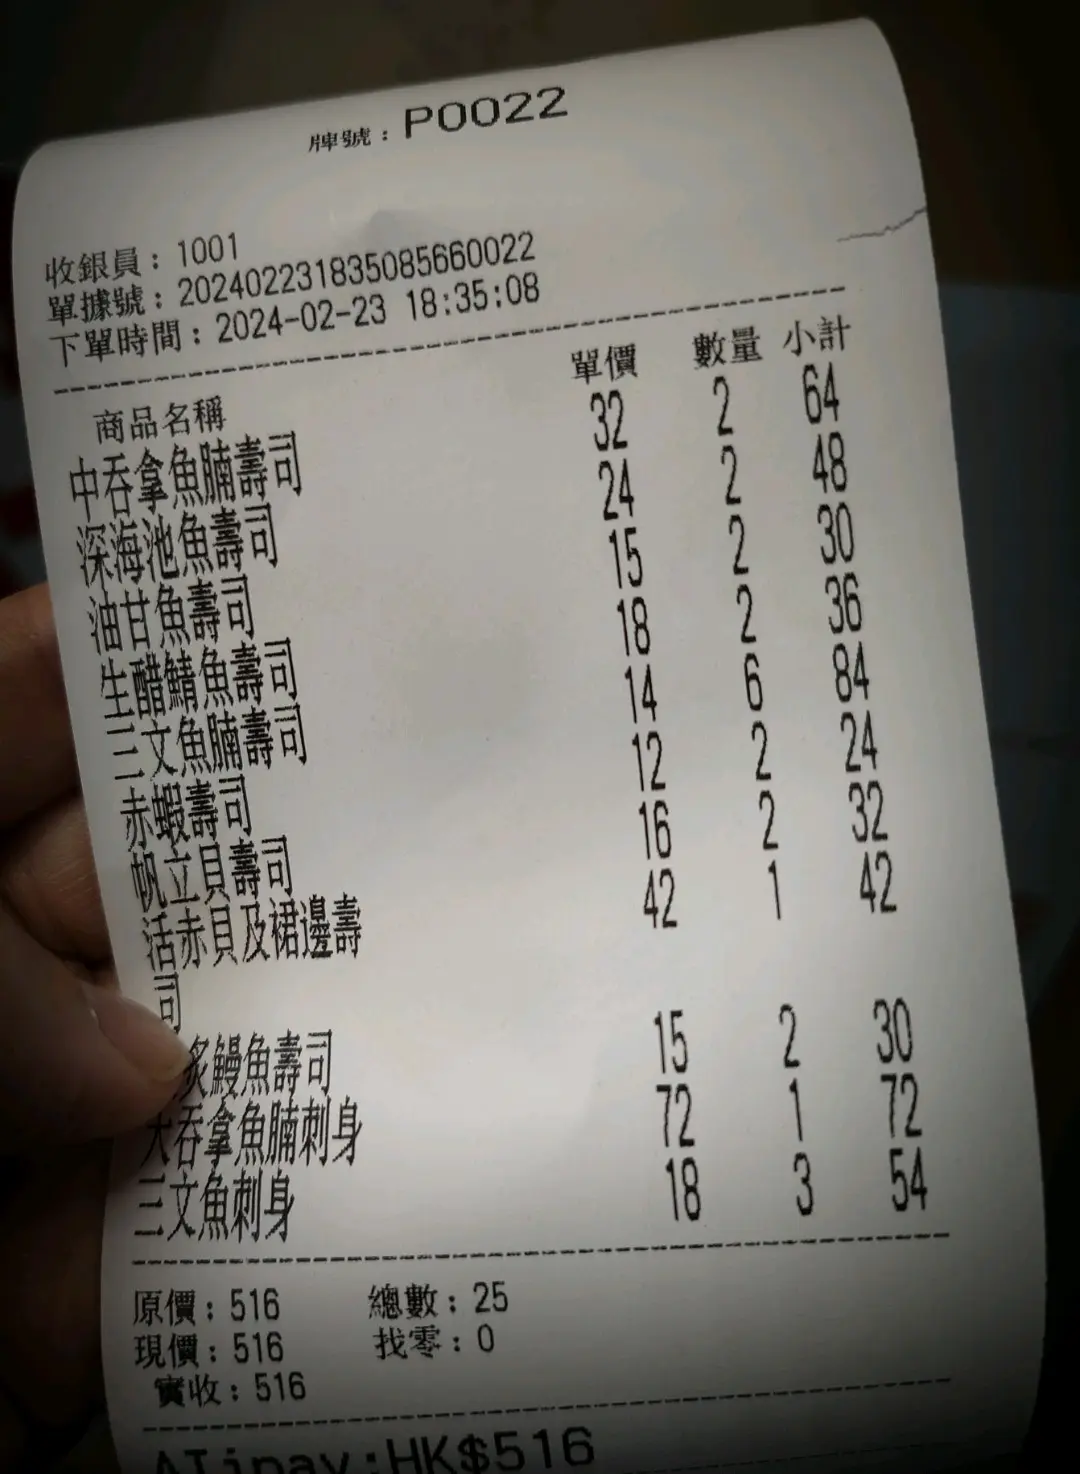 牌號：P0022
收銀員：1001
單據號：202402231835085660022
下單時間：2024-02-23 18:35:08
商品名稱 單價 數量 小計
中吞拿魚腩壽司 32 2 64
深海池魚壽司 24 2 48
油甘魚壽司 15 2 30
生醋鯖魚壽司 18 2 36
三文魚腩壽司 14 6 84
赤蝦壽司 12 2 24
帆立貝壽司 16 2 32
活赤貝及裙邊壽 42 1 42
司
炙鰻魚壽司 15 2 30
大吞拿魚腩刺身 72 1 72
三文魚刺身 18 3 54
原價：516 總數：25
現價：516 找零：0
實收：516
ATipay:HK$516